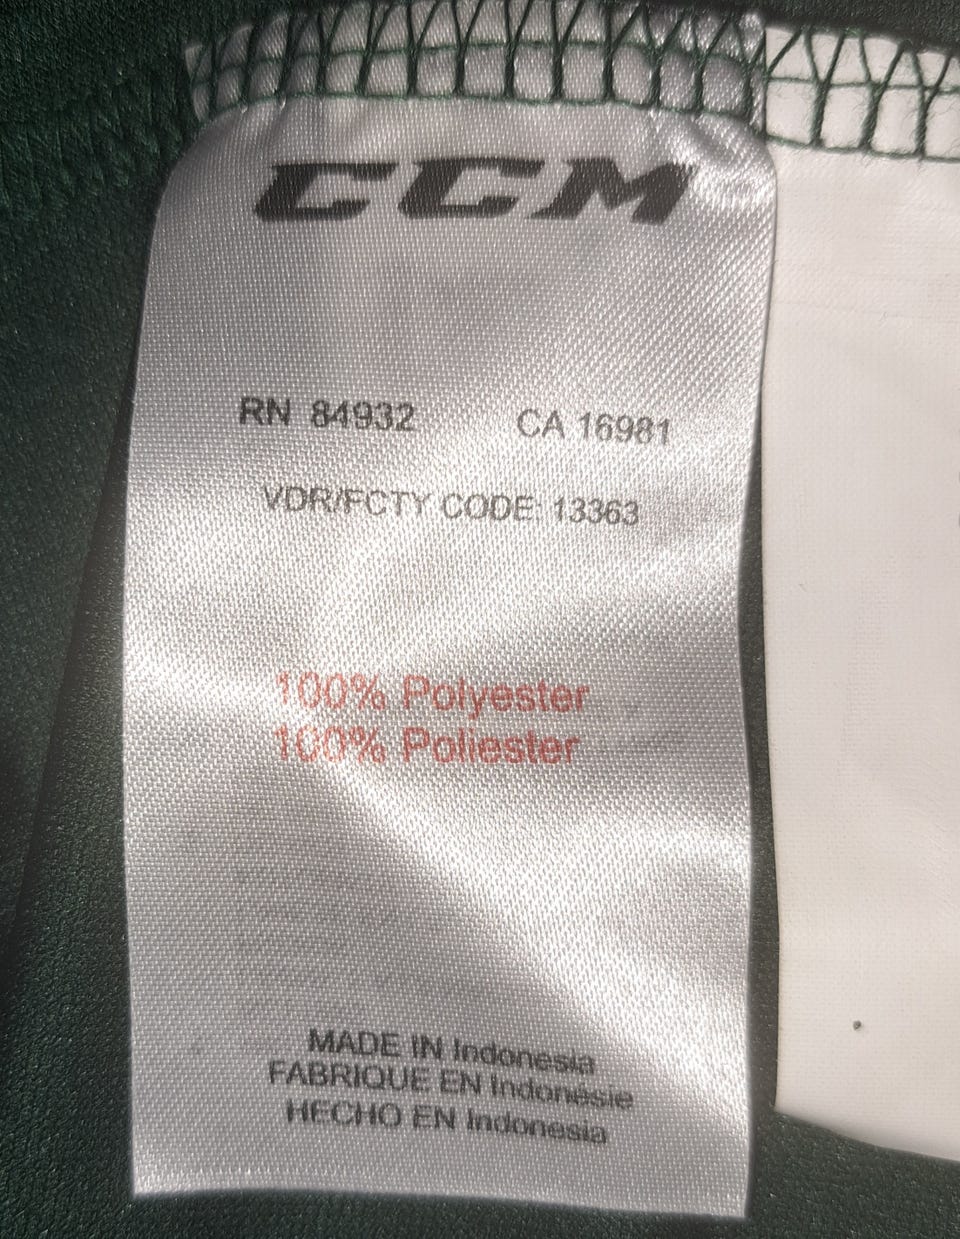 CCM
RN 84932 CA 16981
VDR/FCTY CODE: 13363
100% Polyester
100% Poliester
MADE IN Indonesia
FABRIQUE EN Indonésie
HECHO EN Indonesia